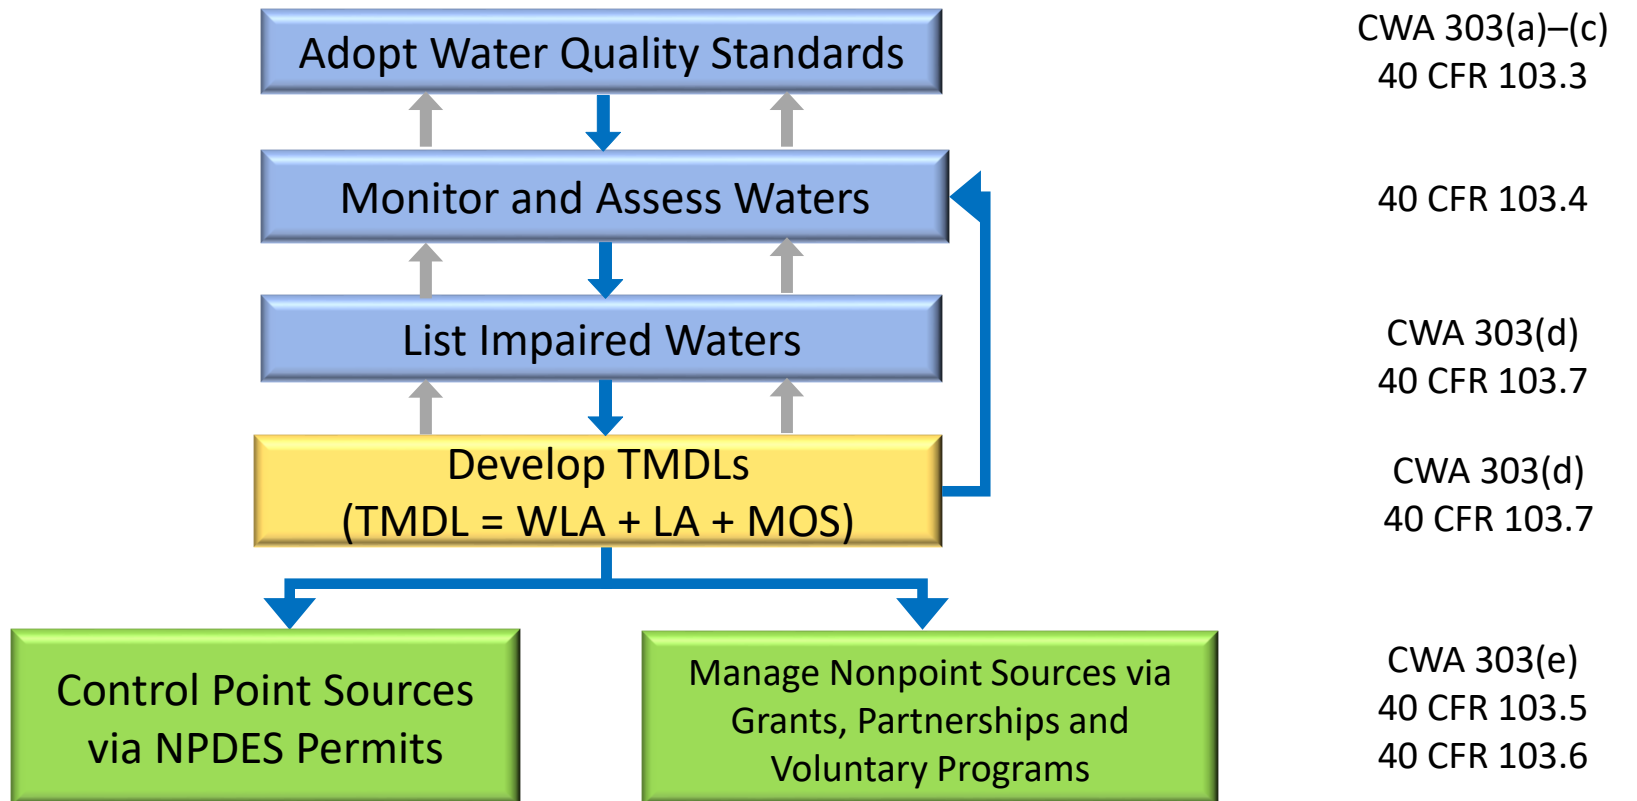 Adopt Water Quality Standards
CWA 303(a)–(c)
40 CFR 103.3
Monitor and Assess Waters
40 CFR 103.4
List Impaired Waters
CWA 303(d)
40 CFR 103.7
Develop TMDLs
(TMDL = WLA + LA + MOS)
CWA 303(d)
40 CFR 103.7
Control Point Sources
via NPDES Permits
Manage Nonpoint Sources via
Grants, Partnerships and
Voluntary Programs
CWA 303(e)
40 CFR 103.5
40 CFR 103.6